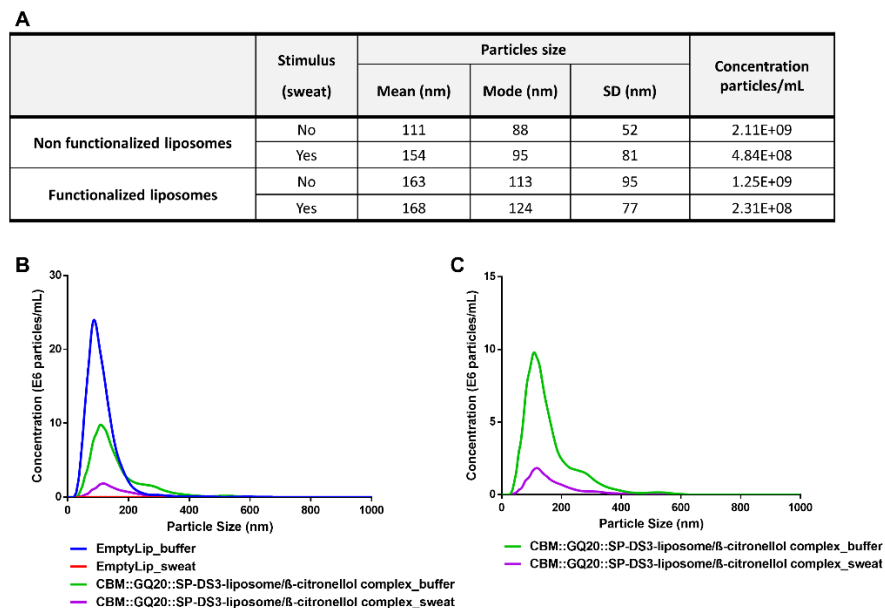 A
Stimulus (sweat) Particles size Concentration particles/mL
Mean (nm) Mode (nm) SD (nm)
Non functionalized liposomes No 111 88 52 2.11E+09
Yes 154 95 81 4.84E+08
Functionalized liposomes No 163 113 95 1.25E+09
Yes 168 124 77 2.31E+08
B
Concentration (E6 particles/mL)
30
20
10
0
0 200 400 600 800 1000
Particle Size (nm)
EmptyLip_buffer
EmptyLip_sweat
CBM::GQ20::SP-DS3-liposome/ß-citronellol complex_buffer
CBM::GQ20::SP-DS3-liposome/ß-citronellol complex_sweat
C
Concentration (E6 particles/mL)
15
10
5
0
0 200 400 600 800 1000
Particle Size (nm)
CBM::GQ20::SP-DS3-liposome/ß-citronellol complex_buffer
CBM::GQ20::SP-DS3-liposome/ß-citronellol complex_sweat